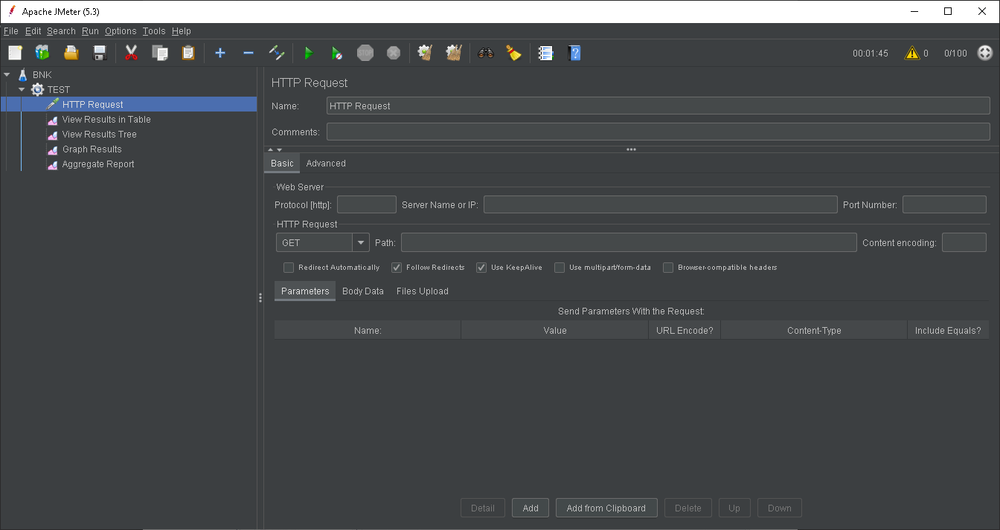 Apache JMeter (5.3)
File Edit Search Run Options Tools Help
STOP 00:01:45 0 0/100
BNK
TEST
HTTP Request
View Results in Table
View Results Tree
Graph Results
Aggregate Report
HTTP Request
Name: HTTP Request
Comments:
Basic Advanced
Web Server
Protocol [http]: Server Name or IP: Port Number:
HTTP Request
GET Path: Content encoding:
Redirect Automatically Follow Redirects Use KeepAlive Use multipart/form-data Browser-compatible headers
Parameters Body Data Files Upload
Send Parameters With the Request:
Name: Value URL Encode? Content-Type Include Equals?
Detail Add Add from Clipboard Delete Up Down